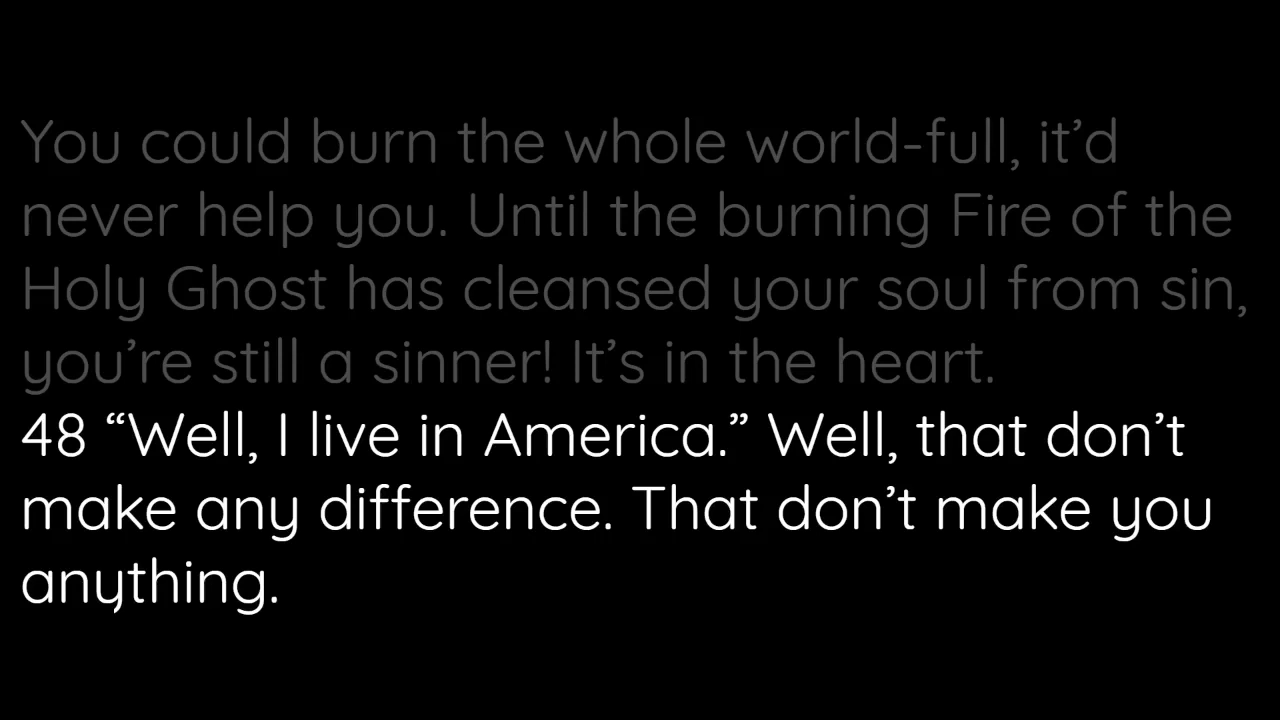 You could burn the whole world-full, it’d
never help you. Until the burning Fire of the
Holy Ghost has cleansed your soul from sin,
you’re still a sinner! It’s in the heart.
48 “Well, I live in America.” Well, that don’t
make any difference. That don’t make you
anything.